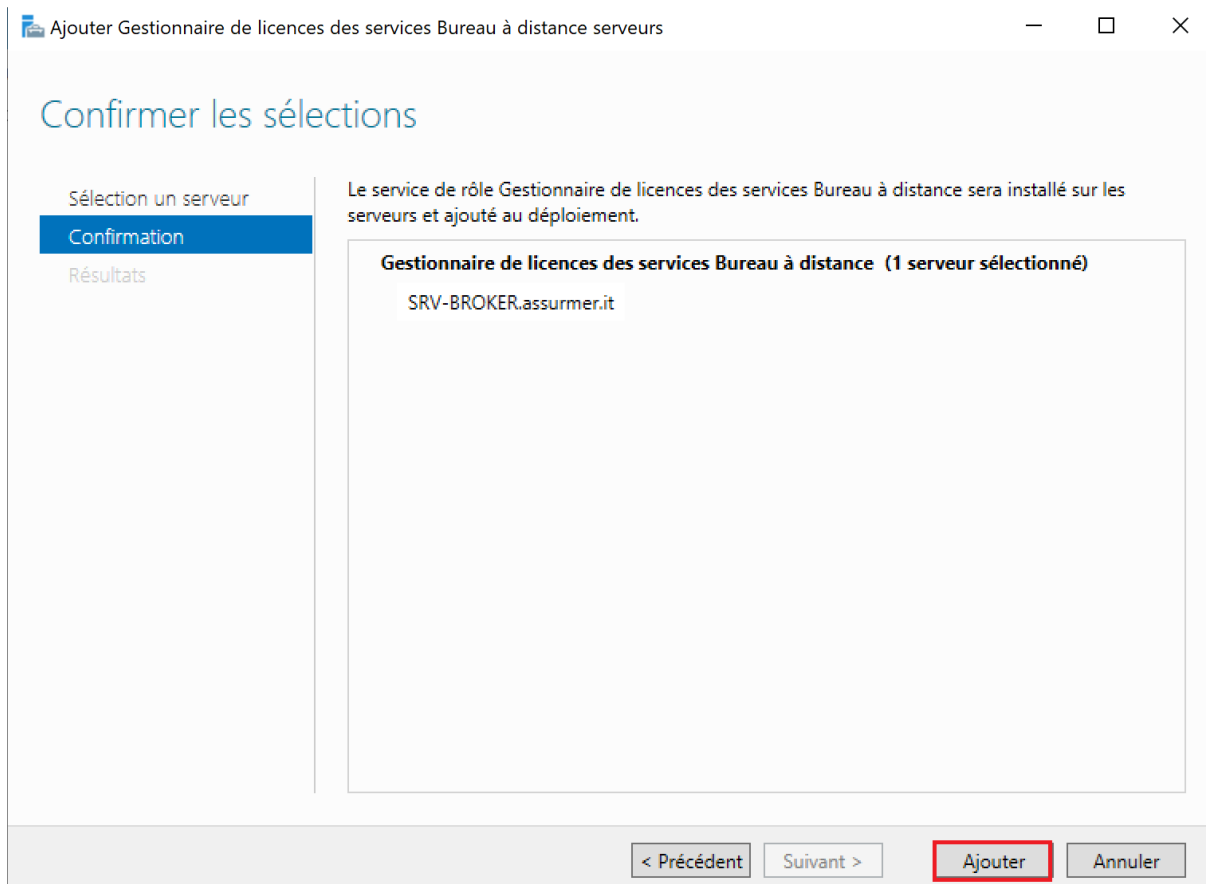 Ajouter Gestionnaire de licences des services Bureau à distance serveurs
Confirmer les sélections
Sélection un serveur
Confirmation
Résultats
Le service de rôle Gestionnaire de licences des services Bureau à distance sera installé sur les
serveurs et ajouté au déploiement.
Gestionnaire de licences des services Bureau à distance (1 serveur sélectionné)
SRV-BROKER.assurmer.it
< Précédent
Suivant >
Ajouter
Annuler